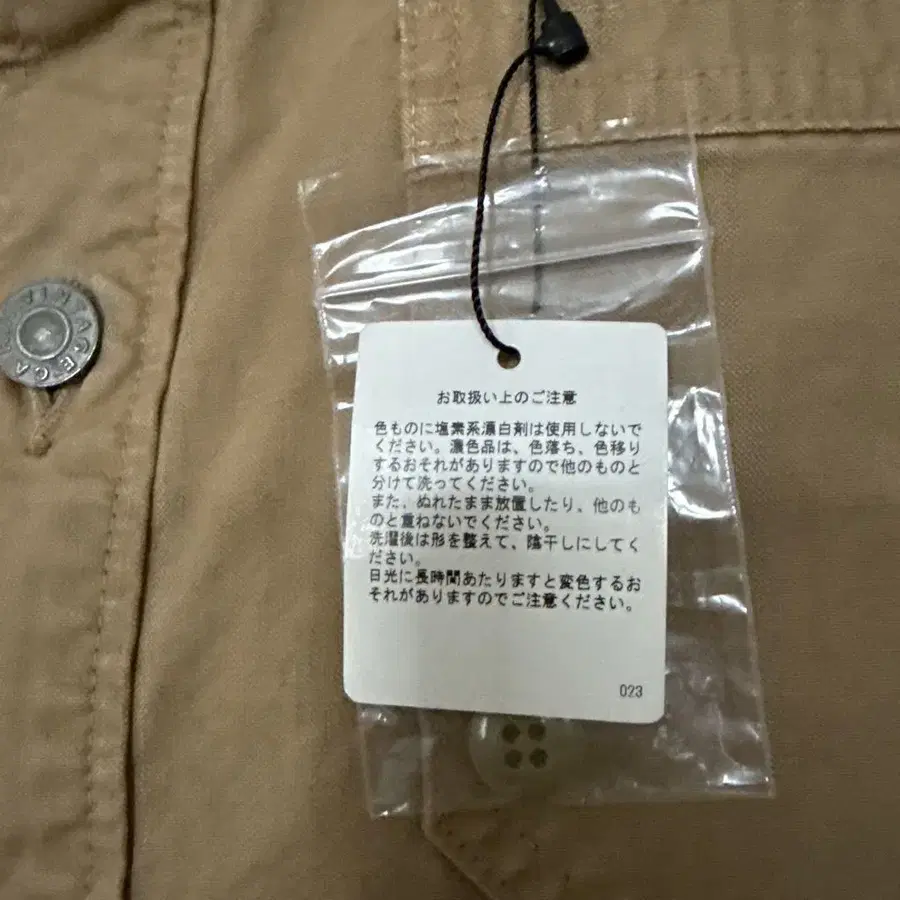 お取扱い上のご注意
色ものに塩素系漂白剤は使用しないで
ください。濃色品は、色落ち、色移り
するおそれがありますので他のものと
分けて洗ってください。
また、ぬれたまま放置したり、他のも
のと重ねないでください。
洗濯後は形を整えて、陰干しにしてく
ださい。
日光に長時間あたりますと変色するお
それがありますのでご注意ください。
023